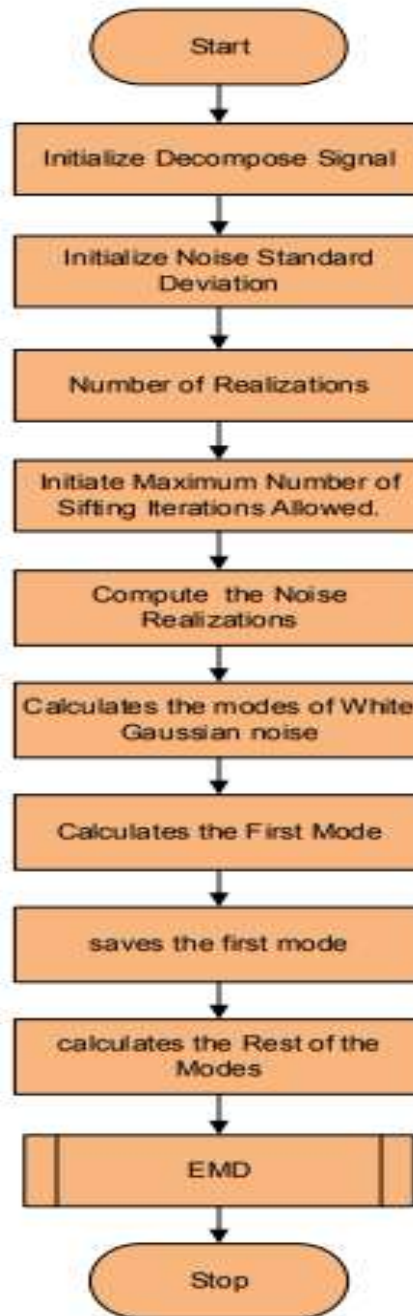 Start
Initialize Decompose Signal
Initialize Noise Standard
Deviation
Number of Realizations
Initiate Maximum Number of
Sifting Iterations Allowed.
Compute the Noise
Realizations
Calculates the modes of White
Gaussian noise
Calculates the First Mode
saves the first mode
calculates the Rest of the
Modes
EMD
Stop